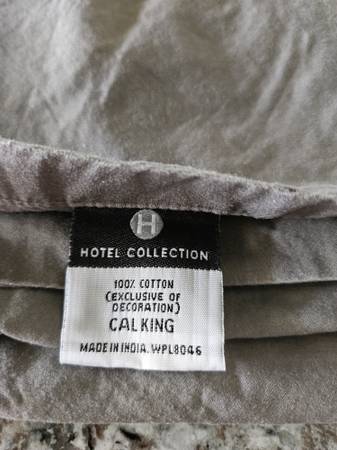 H
HOTEL COLLECTION
100% COTTON
(EXCLUSIVE OF
DECORATION)
CAL KING
MADE IN INDIA. WPL8046